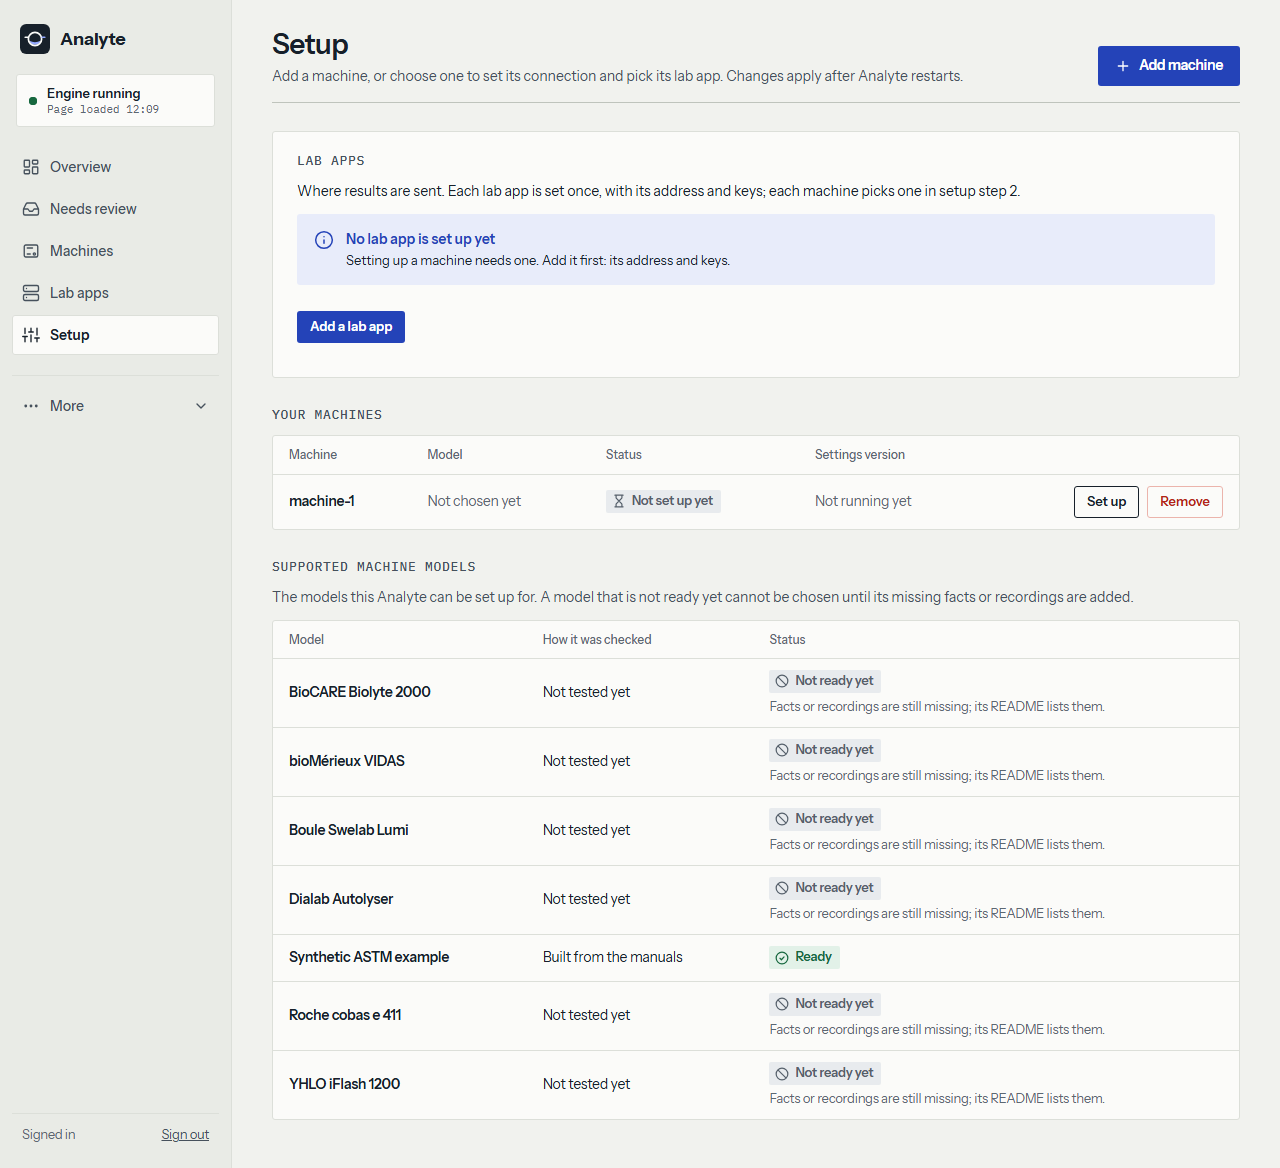 Analyte
Engine running
Page loaded 12:09
Overview
Needs review
Machines
Lab apps
Setup
More
Signed in
Sign out
Setup
Add a machine, or choose one to set its connection and pick its lab app. Changes apply after Analyte restarts.
Add machine
LAB APPS
Where results are sent. Each lab app is set once, with its address and keys; each machine picks one in setup step 2.
No lab app is set up yet
Setting up a machine needs one. Add it first: its address and keys.
Add a lab app
YOUR MACHINES
Machine Model Status Settings version
machine-1 Not chosen yet Not set up yet Not running yet Set up Remove
SUPPORTED MACHINE MODELS
The models this Analyte can be set up for. A model that is not ready yet cannot be chosen until its missing facts or recordings are added.
Model How it was checked Status
BioCARE Biolyte 2000 Not tested yet Not ready yet
Facts or recordings are still missing; its README lists them.
bioMérieux VIDAS Not tested yet Not ready yet
Facts or recordings are still missing; its README lists them.
Boule Swelab Lumi Not tested yet Not ready yet
Facts or recordings are still missing; its README lists them.
Dialab Autolyser Not tested yet Not ready yet
Facts or recordings are still missing; its README lists them.
Synthetic ASTM example Built from the manuals Ready
Roche cobas e 411 Not tested yet Not ready yet
Facts or recordings are still missing; its README lists them.
YHLO iFlash 1200 Not tested yet Not ready yet
Facts or recordings are still missing; its README lists them.